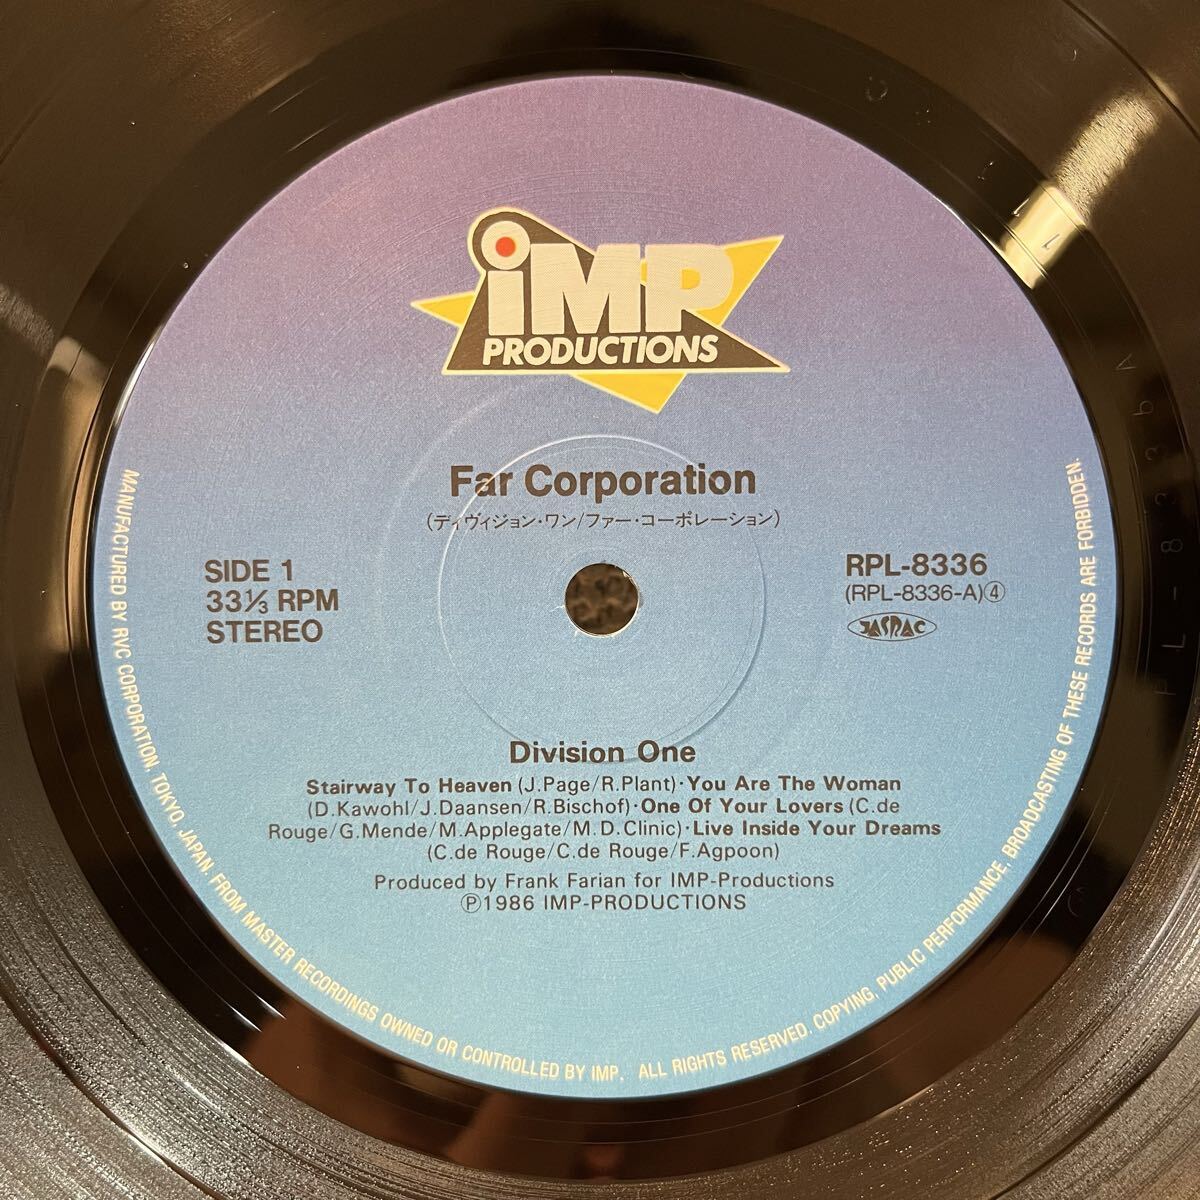 iMP
PRODUCTIONS
Far Corporation
(ディヴィジョン・ワン/ファー・コーポレーション)
SIDE 1
33⅓ RPM
STEREO
RPL-8336
(RPL-8336-A)④
JASRAC
Division One
Stairway To Heaven (J.Page/R.Plant)·You Are The Woman
(D.Kawohl/J.Daansen/R.Bischof)·One Of Your Lovers (C.de
Rouge/G.Mende/M.Applegate/M.D.Clinic)·Live Inside Your Dreams
(C.de Rouge/C.de Rouge/F.Agpoon)
Produced by Frank Farian for IMP-Productions
Ⓟ1986 IMP-PRODUCTIONS
MANUFACTURED BY RVC CORPORATION. TOKYO, JAPAN. FROM MASTER RECORDINGS OWNED OR CONTROLLED BY IMP. ALL RIGHTS RESERVED. COPYING, PUBLIC PERFORMANCE, BROADCASTING OF THESE RECORDS ARE FORBIDDEN.